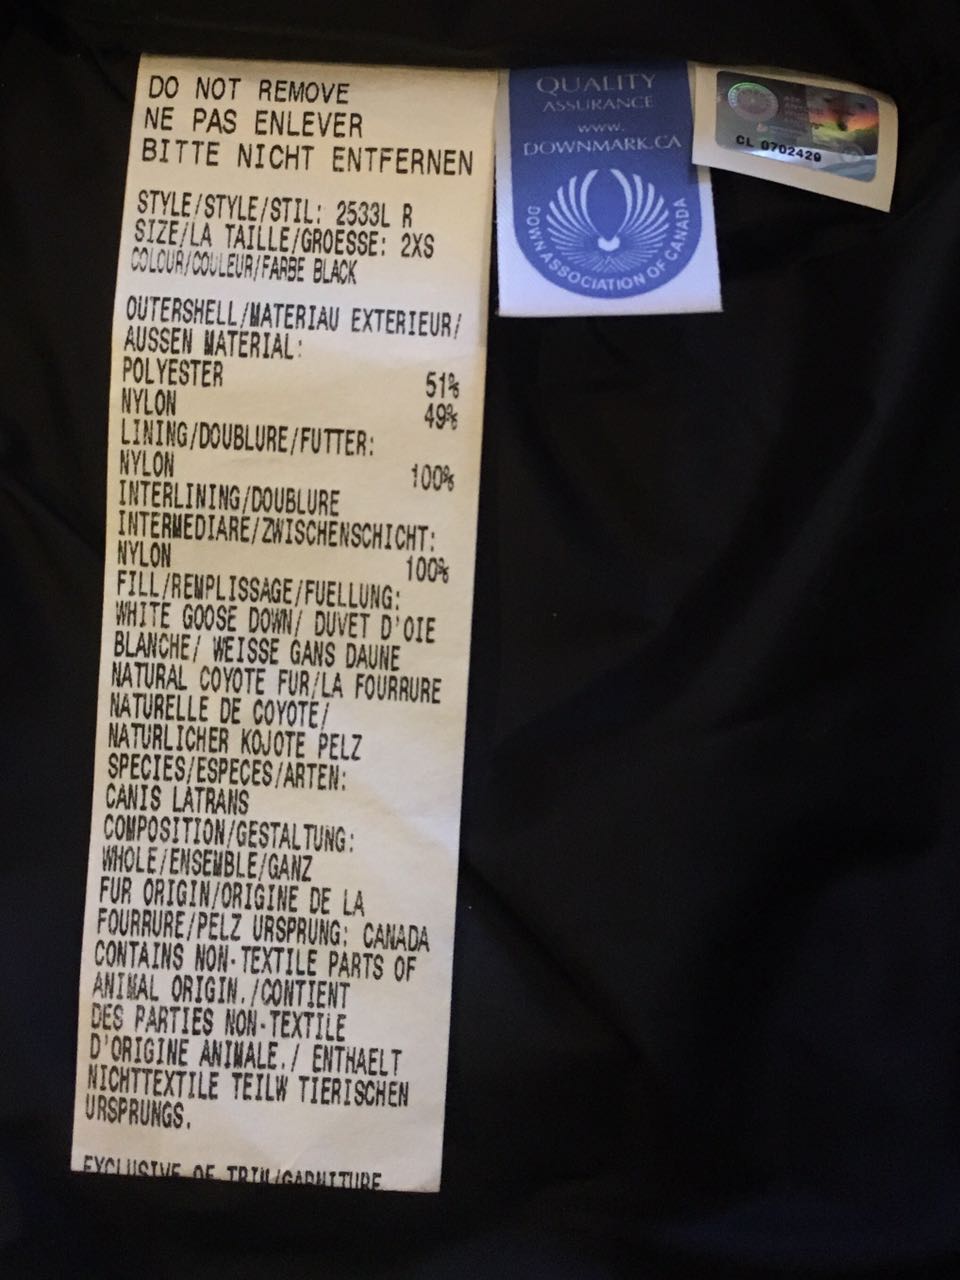 DO NOT REMOVE
NE PAS ENLEVER
BITTE NICHT ENTFERNEN
STYLE/STYLE/STIL: 2533L R
SIZE/LA TAILLE/GROESSE: 2XS
COLOUR/COULEUR/FARBE BLACK
OUTERSHELL/MATERIAU EXTERIEUR/
AUSSEN MATERIAL:
POLYESTER 51%
NYLON 49%
LINING/DOUBLURE/FUTTER:
NYLON 100%
INTERLINING/DOUBLURE
INTERMEDIARE/ZWISCHENSCHICHT:
NYLON 100%
FILL/REMPLISSAGE/FUELLUNG:
WHITE GOOSE DOWN/ DUVET D'OIE
BLANCHE/ WEISSE GANS DAUNE
NATURAL COYOTE FUR/LA FOURRURE
NATURELLE DE COYOTE/
NATURLICHER KOJOTE PELZ
SPECIES/ESPECES/ARTEN:
CANIS LATRANS
COMPOSITION/GESTALTUNG:
WHOLE/ENSEMBLE/GANZ
FUR ORIGIN/ORIGINE DE LA
FOURRURE/PELZ URSPRUNG: CANADA
CONTAINS NON-TEXTILE PARTS OF
ANIMAL ORIGIN./CONTIENT
DES PARTIES NON-TEXTILE
D'ORIGINE ANIMALE./ ENTHAELT
NICHTTEXTILE TEILW TIERISCHEN
URSPRUNGS.
EXCLUSIVE OF TRIM/GARNITURE
QUALITY
ASSURANCE
www.
DOWNMARK.CA
DOWN ASSOCIATION OF CANADA
CL 0702429